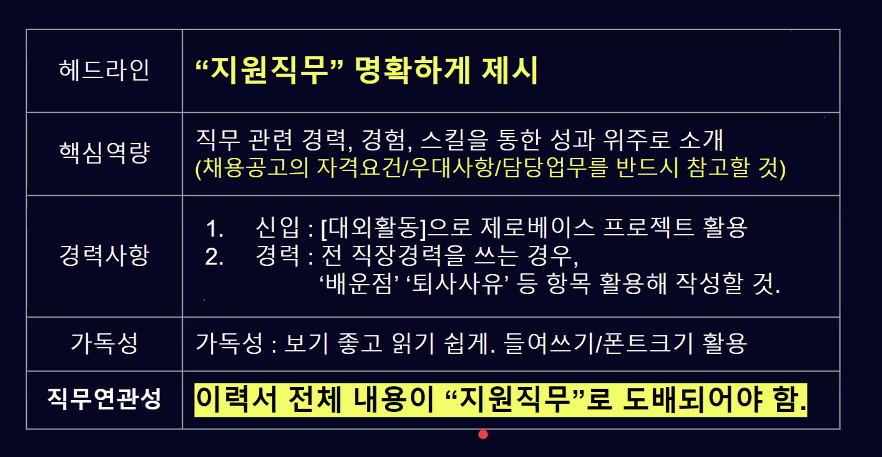 헤드라인
“지원직무” 명확하게 제시
핵심역량
직무 관련 경력, 경험, 스킬을 통한 성과 위주로 소개
(채용공고의 자격요건/우대사항/담당업무를 반드시 참고할 것)
경력사항
1. 신입 : [대외활동]으로 제로베이스 프로젝트 활용
2. 경력 : 전 직장경력을 쓰는 경우,
‘배운점’ ‘퇴사사유’ 등 항목 활용해 작성할 것.
가독성
가독성 : 보기 좋고 읽기 쉽게. 들여쓰기/폰트크기 활용
직무연관성
이력서 전체 내용이 “지원직무”로 도배되어야 함.